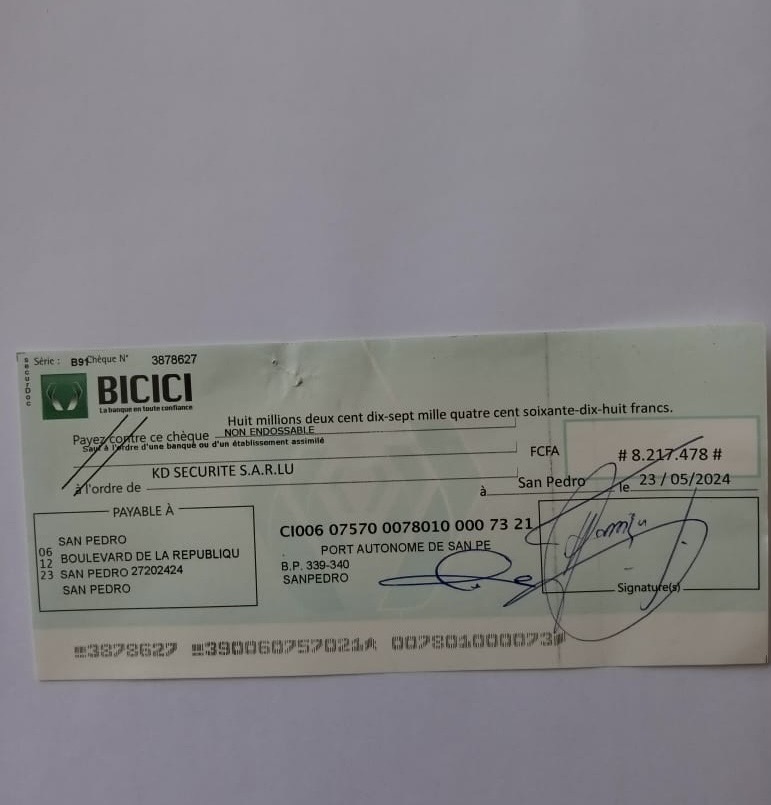 Série : B91 Chèque N° 3878627
securDoc
BICICI
La banque en toute confiance
Huit millions deux cent dix-sept mille quatre cent soixante-dix-huit francs.
Payez contre ce chèque
NON ENDOSSABLE
Sauf à l'ordre d'une banque ou d'un établissement assimilé
FCFA # 8.217.478 #
à l'ordre de KD SECURITE S.A.R.LU
à San Pedro le 23 / 05 / 2024
PAYABLE À
SAN PEDRO
06
12 BOULEVARD DE LA REPUBLIQU
23 SAN PEDRO 27202424
SAN PEDRO
CI006 07570 0078010 000 73 21
PORT AUTONOME DE SAN PE
B.P. 339-340
SANPEDRO
Signature(s)
3878627 390060757021A 007801000073